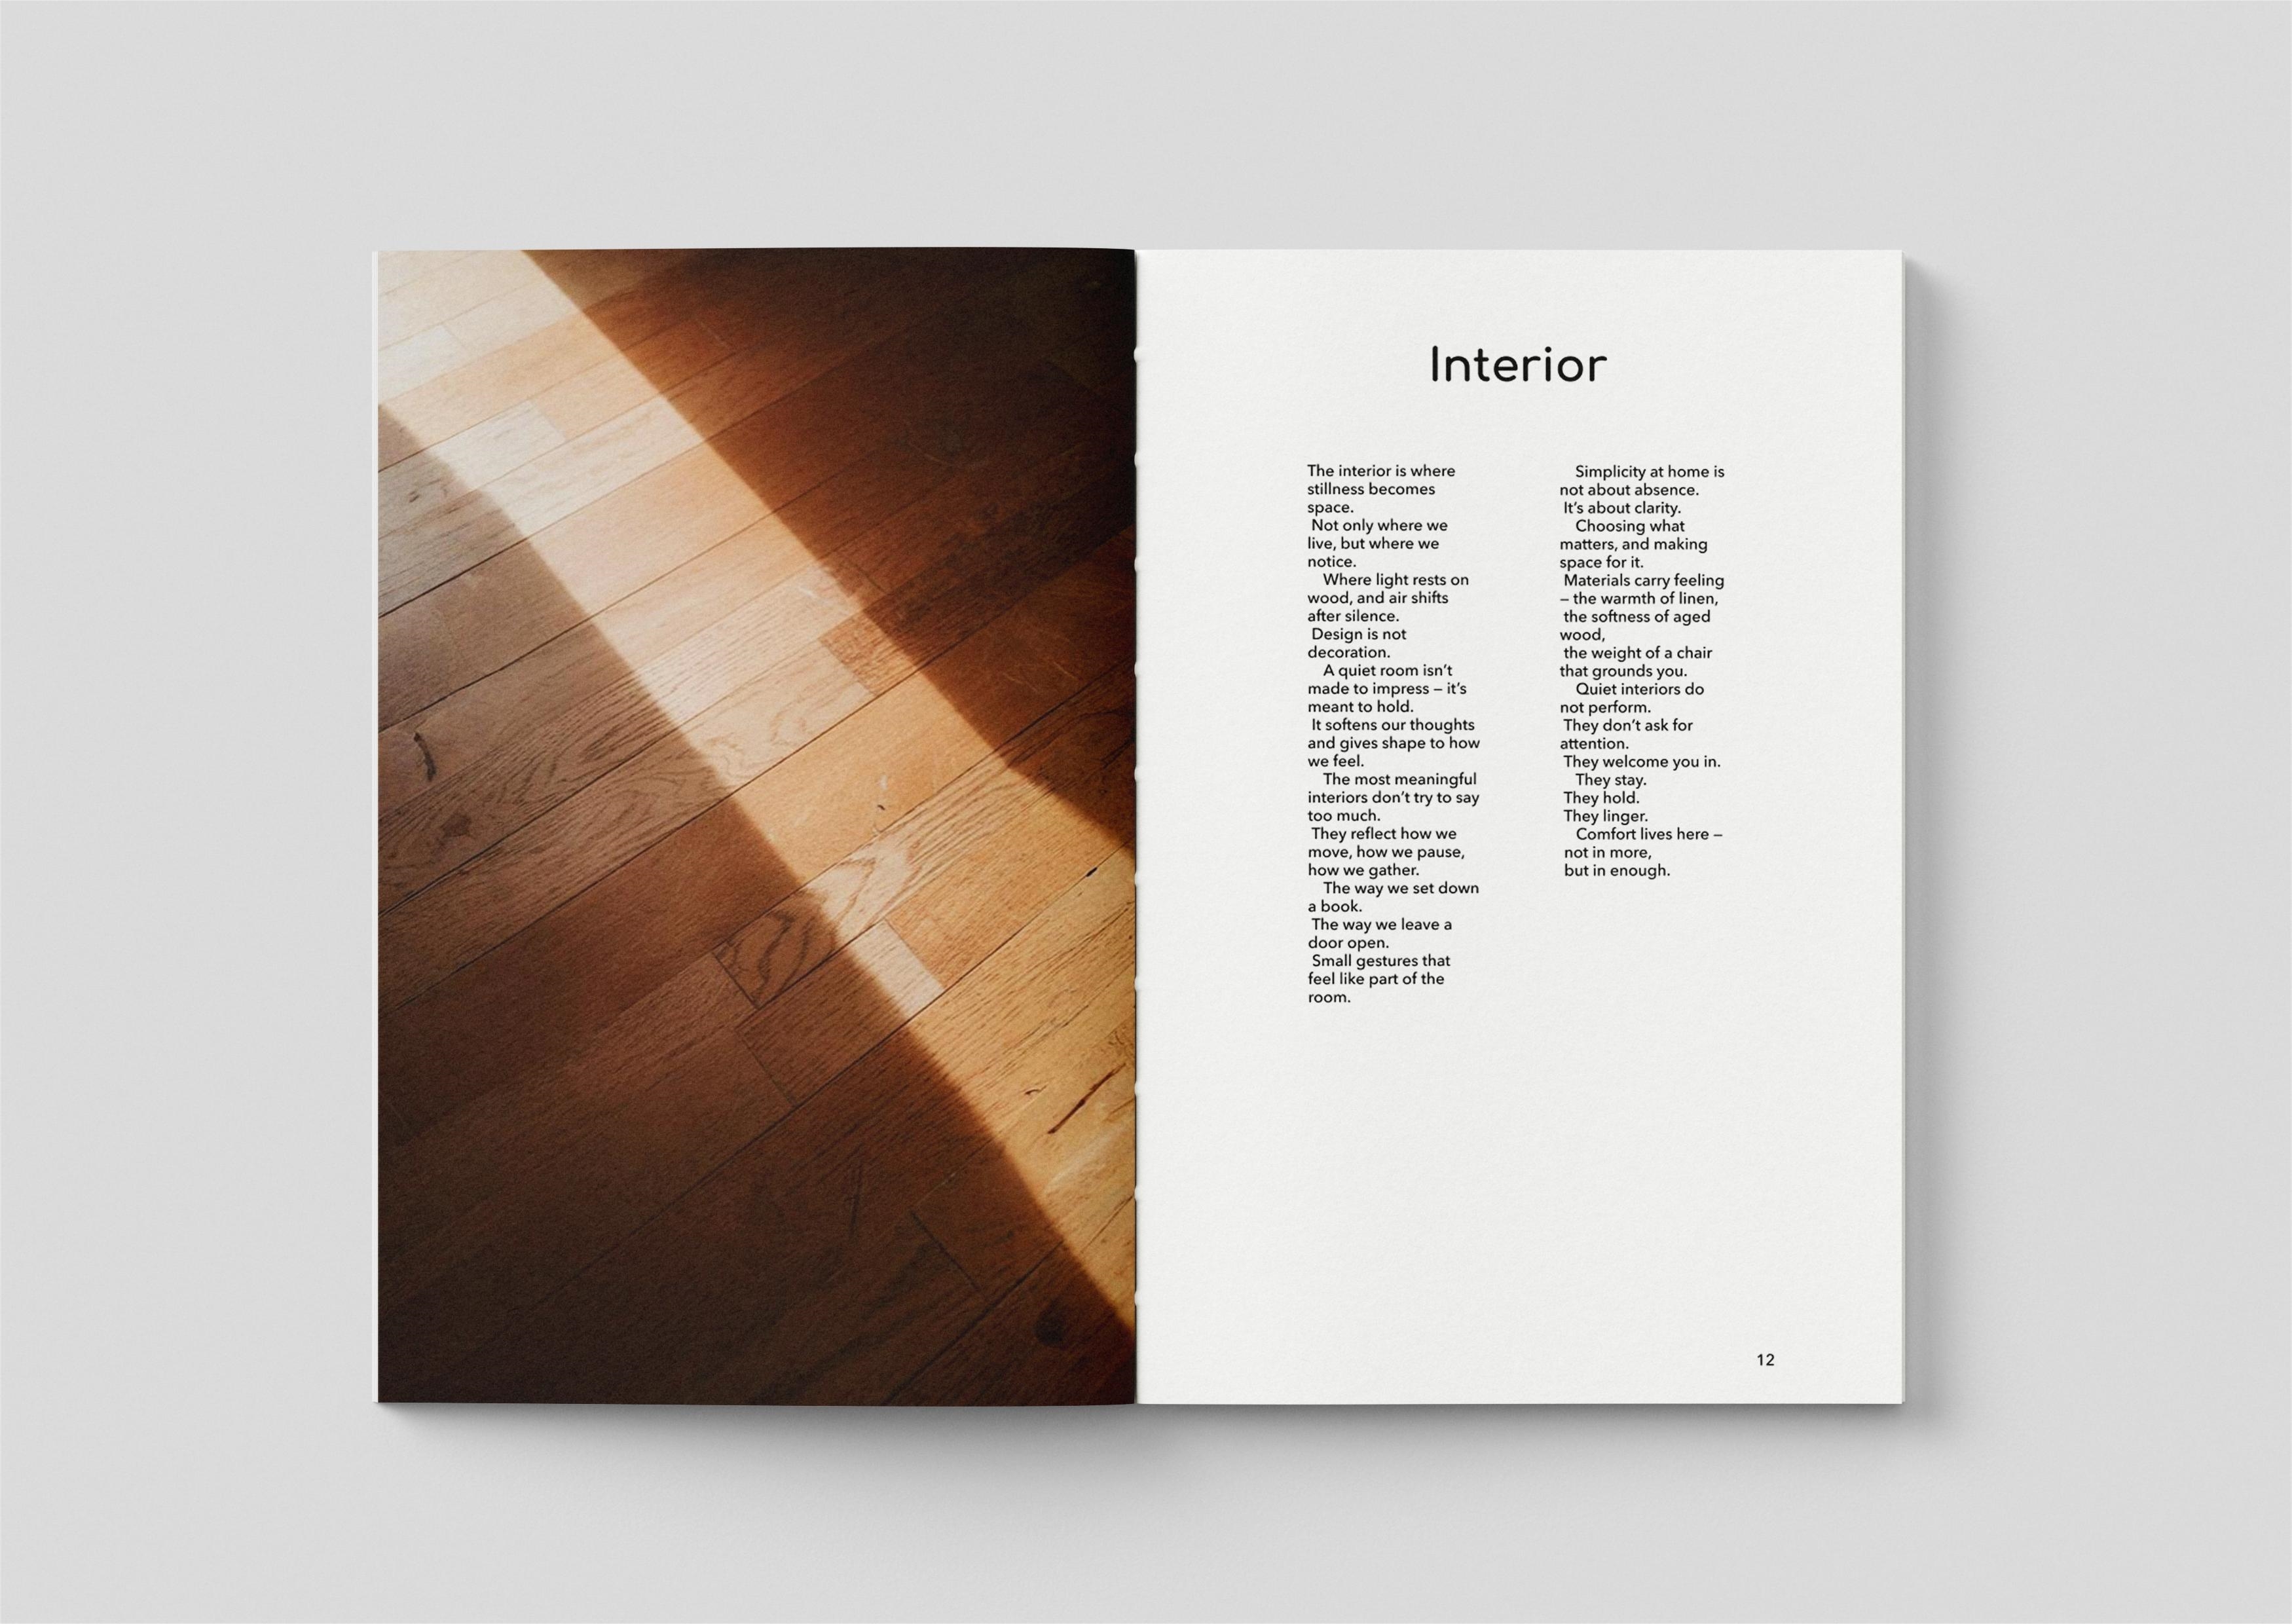 Interior
The interior is where
stillness becomes
space.
Not only where we
live, but where we
notice.
Where light rests on
wood, and air shifts
after silence.
Design is not
decoration.
A quiet room isn’t
made to impress – it’s
meant to hold.
It softens our thoughts
and gives shape to how
we feel.
The most meaningful
interiors don’t try to say
too much.
They reflect how we
move, how we pause,
how we gather.
The way we set down
a book.
The way we leave a
door open.
Small gestures that
feel like part of the
room.
Simplicity at home is
not about absence.
It’s about clarity.
Choosing what
matters, and making
space for it.
Materials carry feeling
– the warmth of linen,
the softness of aged
wood,
the weight of a chair
that grounds you.
Quiet interiors do
not perform.
They don’t ask for
attention.
They welcome you in.
They stay.
They hold.
They linger.
Comfort lives here –
not in more,
but in enough.
12